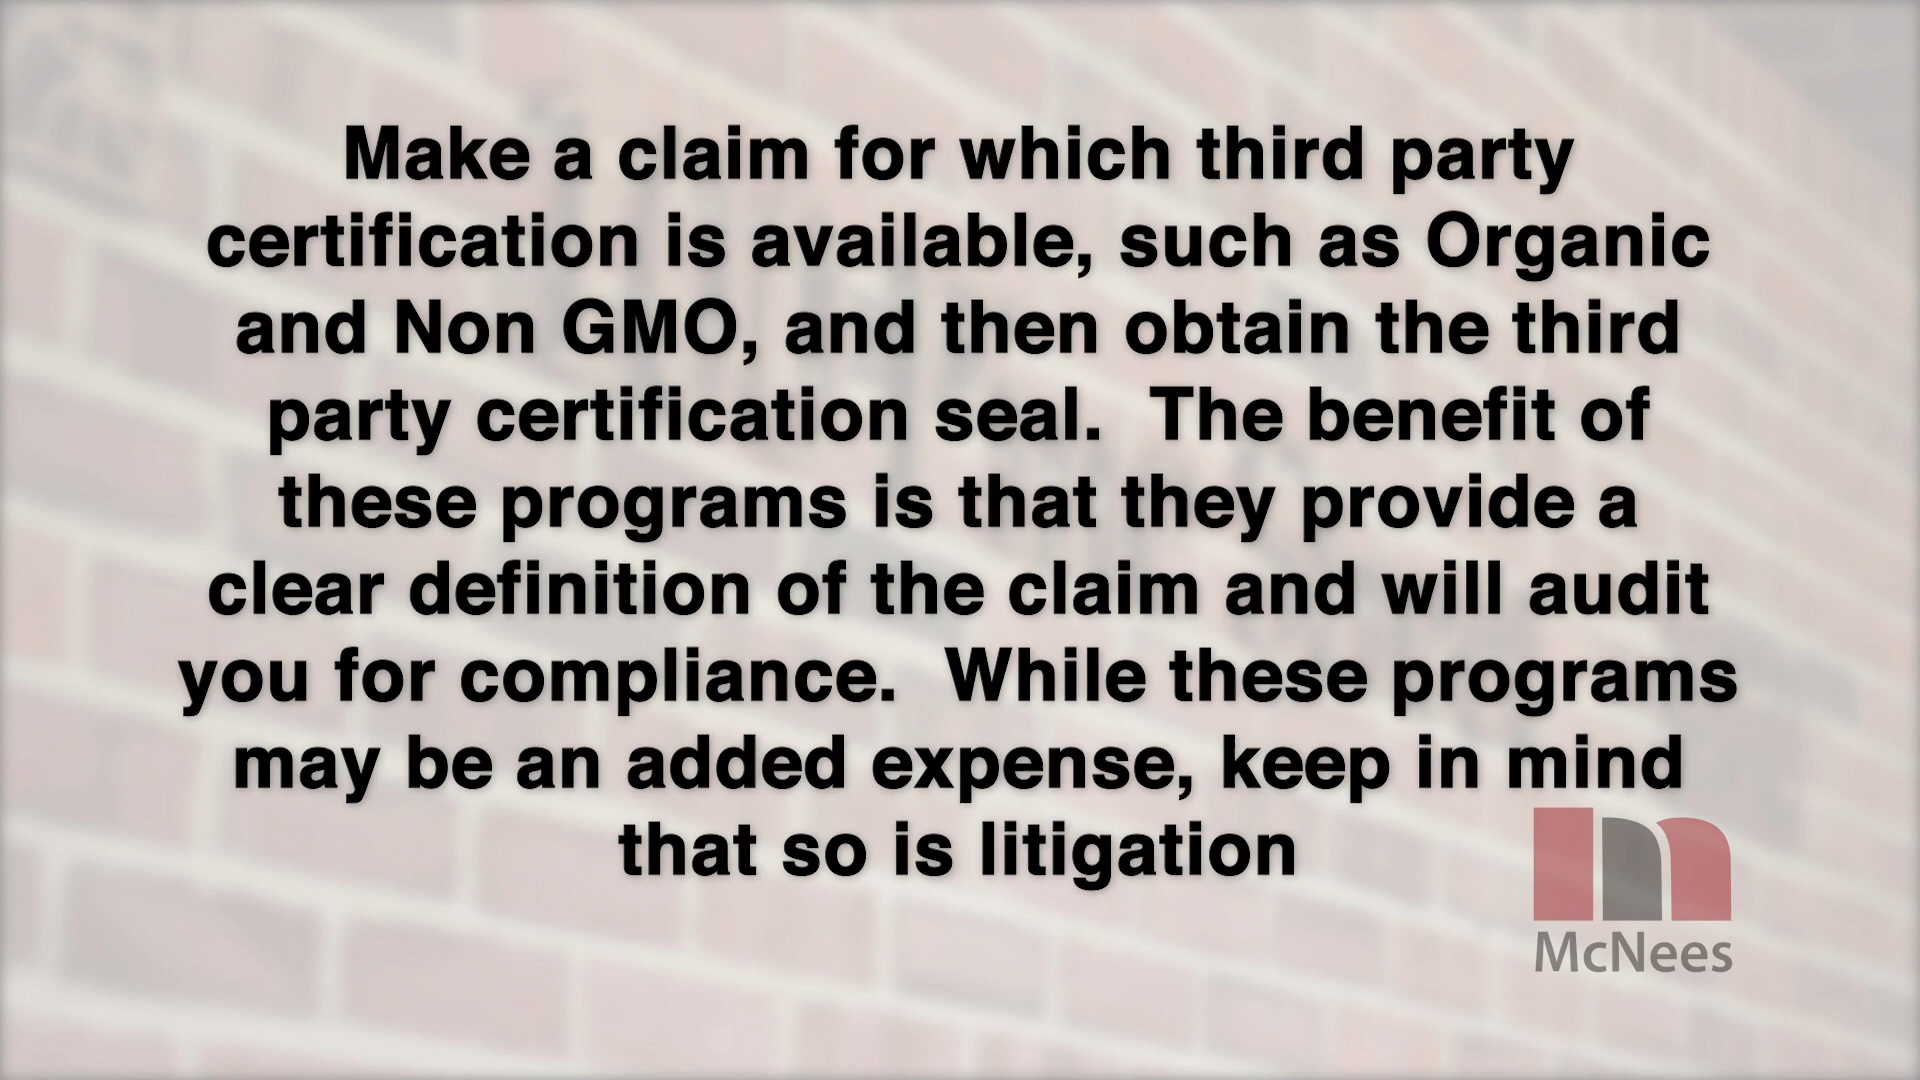 Make a claim for which third party
certification is available, such as Organic
and Non GMO, and then obtain the third
party certification seal.  The benefit of
these programs is that they provide a
clear definition of the claim and will audit
you for compliance.  While these programs
may be an added expense, keep in mind
that so is litigation
McNees